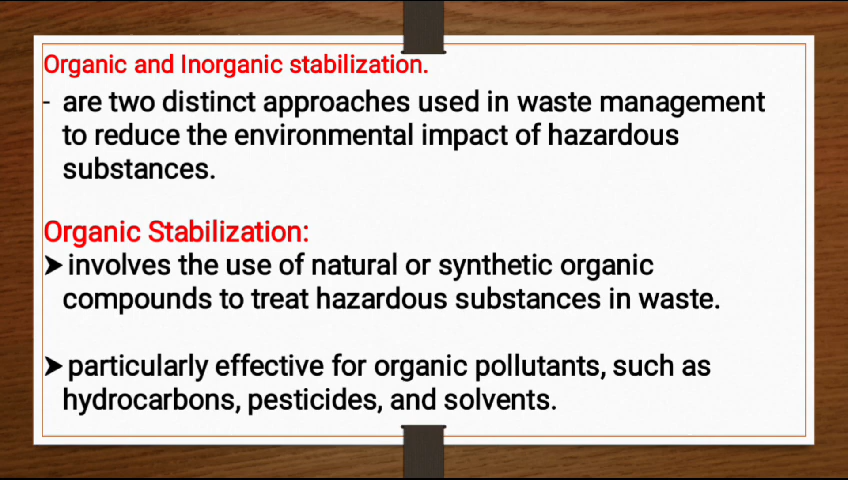 Organic and Inorganic stabilization.
- are two distinct approaches used in waste management
to reduce the environmental impact of hazardous
substances.
Organic Stabilization:
➤ involves the use of natural or synthetic organic
compounds to treat hazardous substances in waste.
➤ particularly effective for organic pollutants, such as
hydrocarbons, pesticides, and solvents.